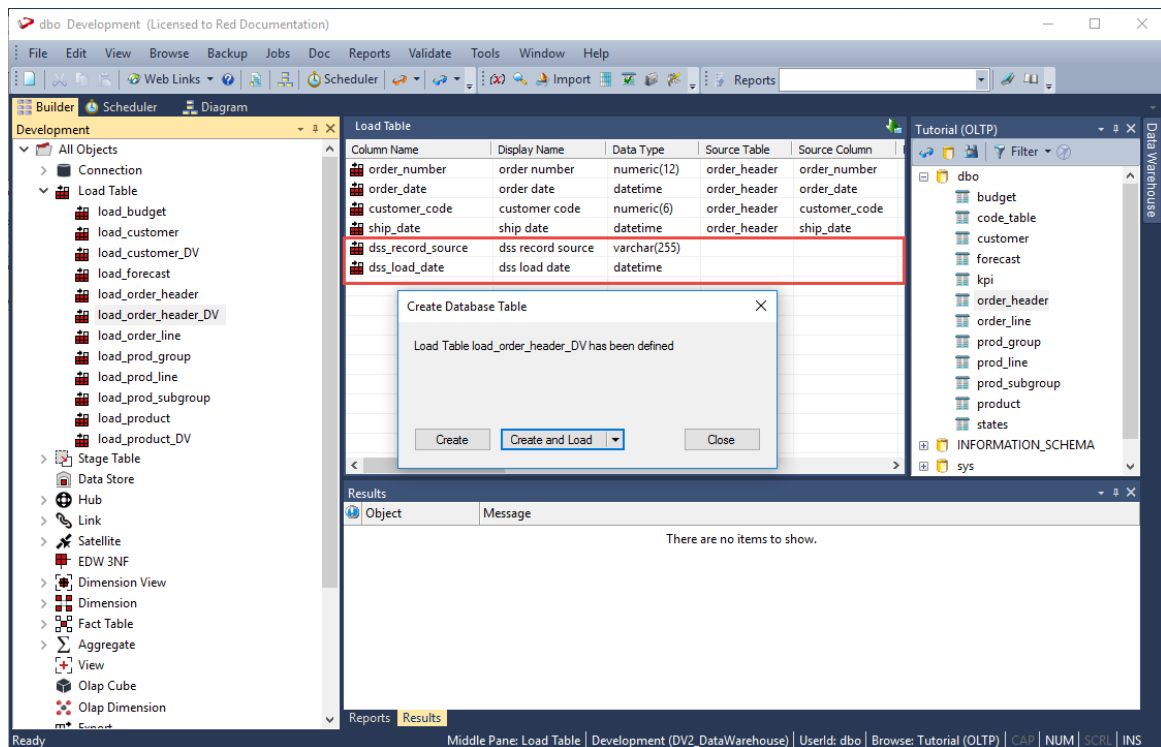 dbo Development (Licensed to Red Documentation)
File Edit View Browse Backup Jobs Doc Reports Validate Tools Window Help
Web Links Scheduler (x) Import Reports
Builder Scheduler Diagram
Development
All Objects
Connection
Load Table
load_budget
load_customer
load_customer_DV
load_forecast
load_order_header
load_order_header_DV
load_order_line
load_prod_group
load_prod_line
load_prod_subgroup
load_product
load_product_DV
Stage Table
Data Store
Hub
Link
Satellite
EDW 3NF
Dimension View
Dimension
Fact Table
Aggregate
View
Olap Cube
Olap Dimension
Export
Load Table
Column Name Display Name Data Type Source Table Source Column
order_number order number numeric(12) order_header order_number
order_date order date datetime order_header order_date
customer_code customer code numeric(6) order_header customer_code
ship_date ship date datetime order_header ship_date
dss_record_source dss record source varchar(255)
dss_load_date dss load date datetime
Create Database Table
Load Table load_order_header_DV has been defined
Create Create and Load Close
Results
Object Message
There are no items to show.
Reports Results
Tutorial (OLTP)
Filter
dbo
budget
code_table
customer
forecast
kpi
order_header
order_line
prod_group
prod_line
prod_subgroup
product
states
INFORMATION_SCHEMA
sys
Data Warehouse
Ready Middle Pane: Load Table Development (DV2_DataWarehouse) UserId: dbo Browse: Tutorial (OLTP) CAP NUM SCRL INS